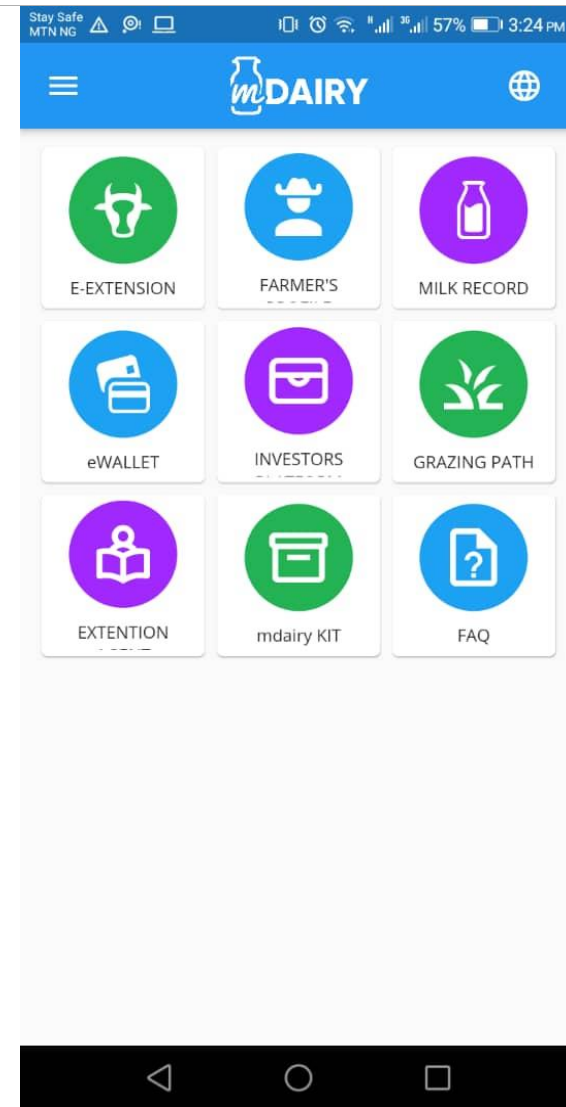 Stay Safe
MTN NG
H 3G 57% 3:24 PM
mDAIRY
E-EXTENSION
FARMER'S
MILK RECORD
eWALLET
INVESTORS
GRAZING PATH
EXTENTION
mdairy KIT
?
FAQ